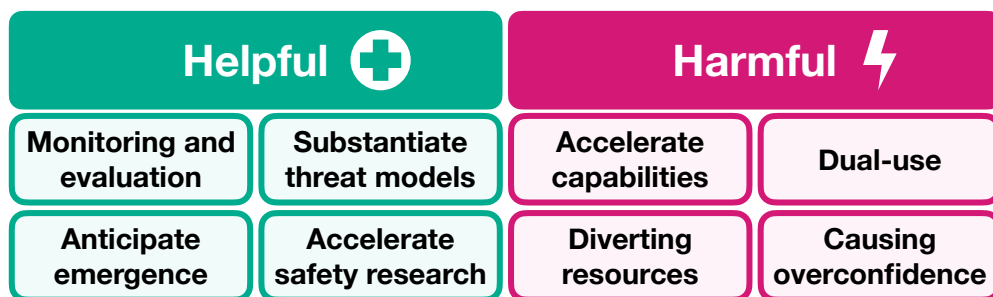 Helpful
Harmful
Monitoring and
evaluation
Substantiate
threat models
Accelerate
capabilities
Dual-use
Anticipate
emergence
Accelerate
safety research
Diverting
resources
Causing
overconfidence